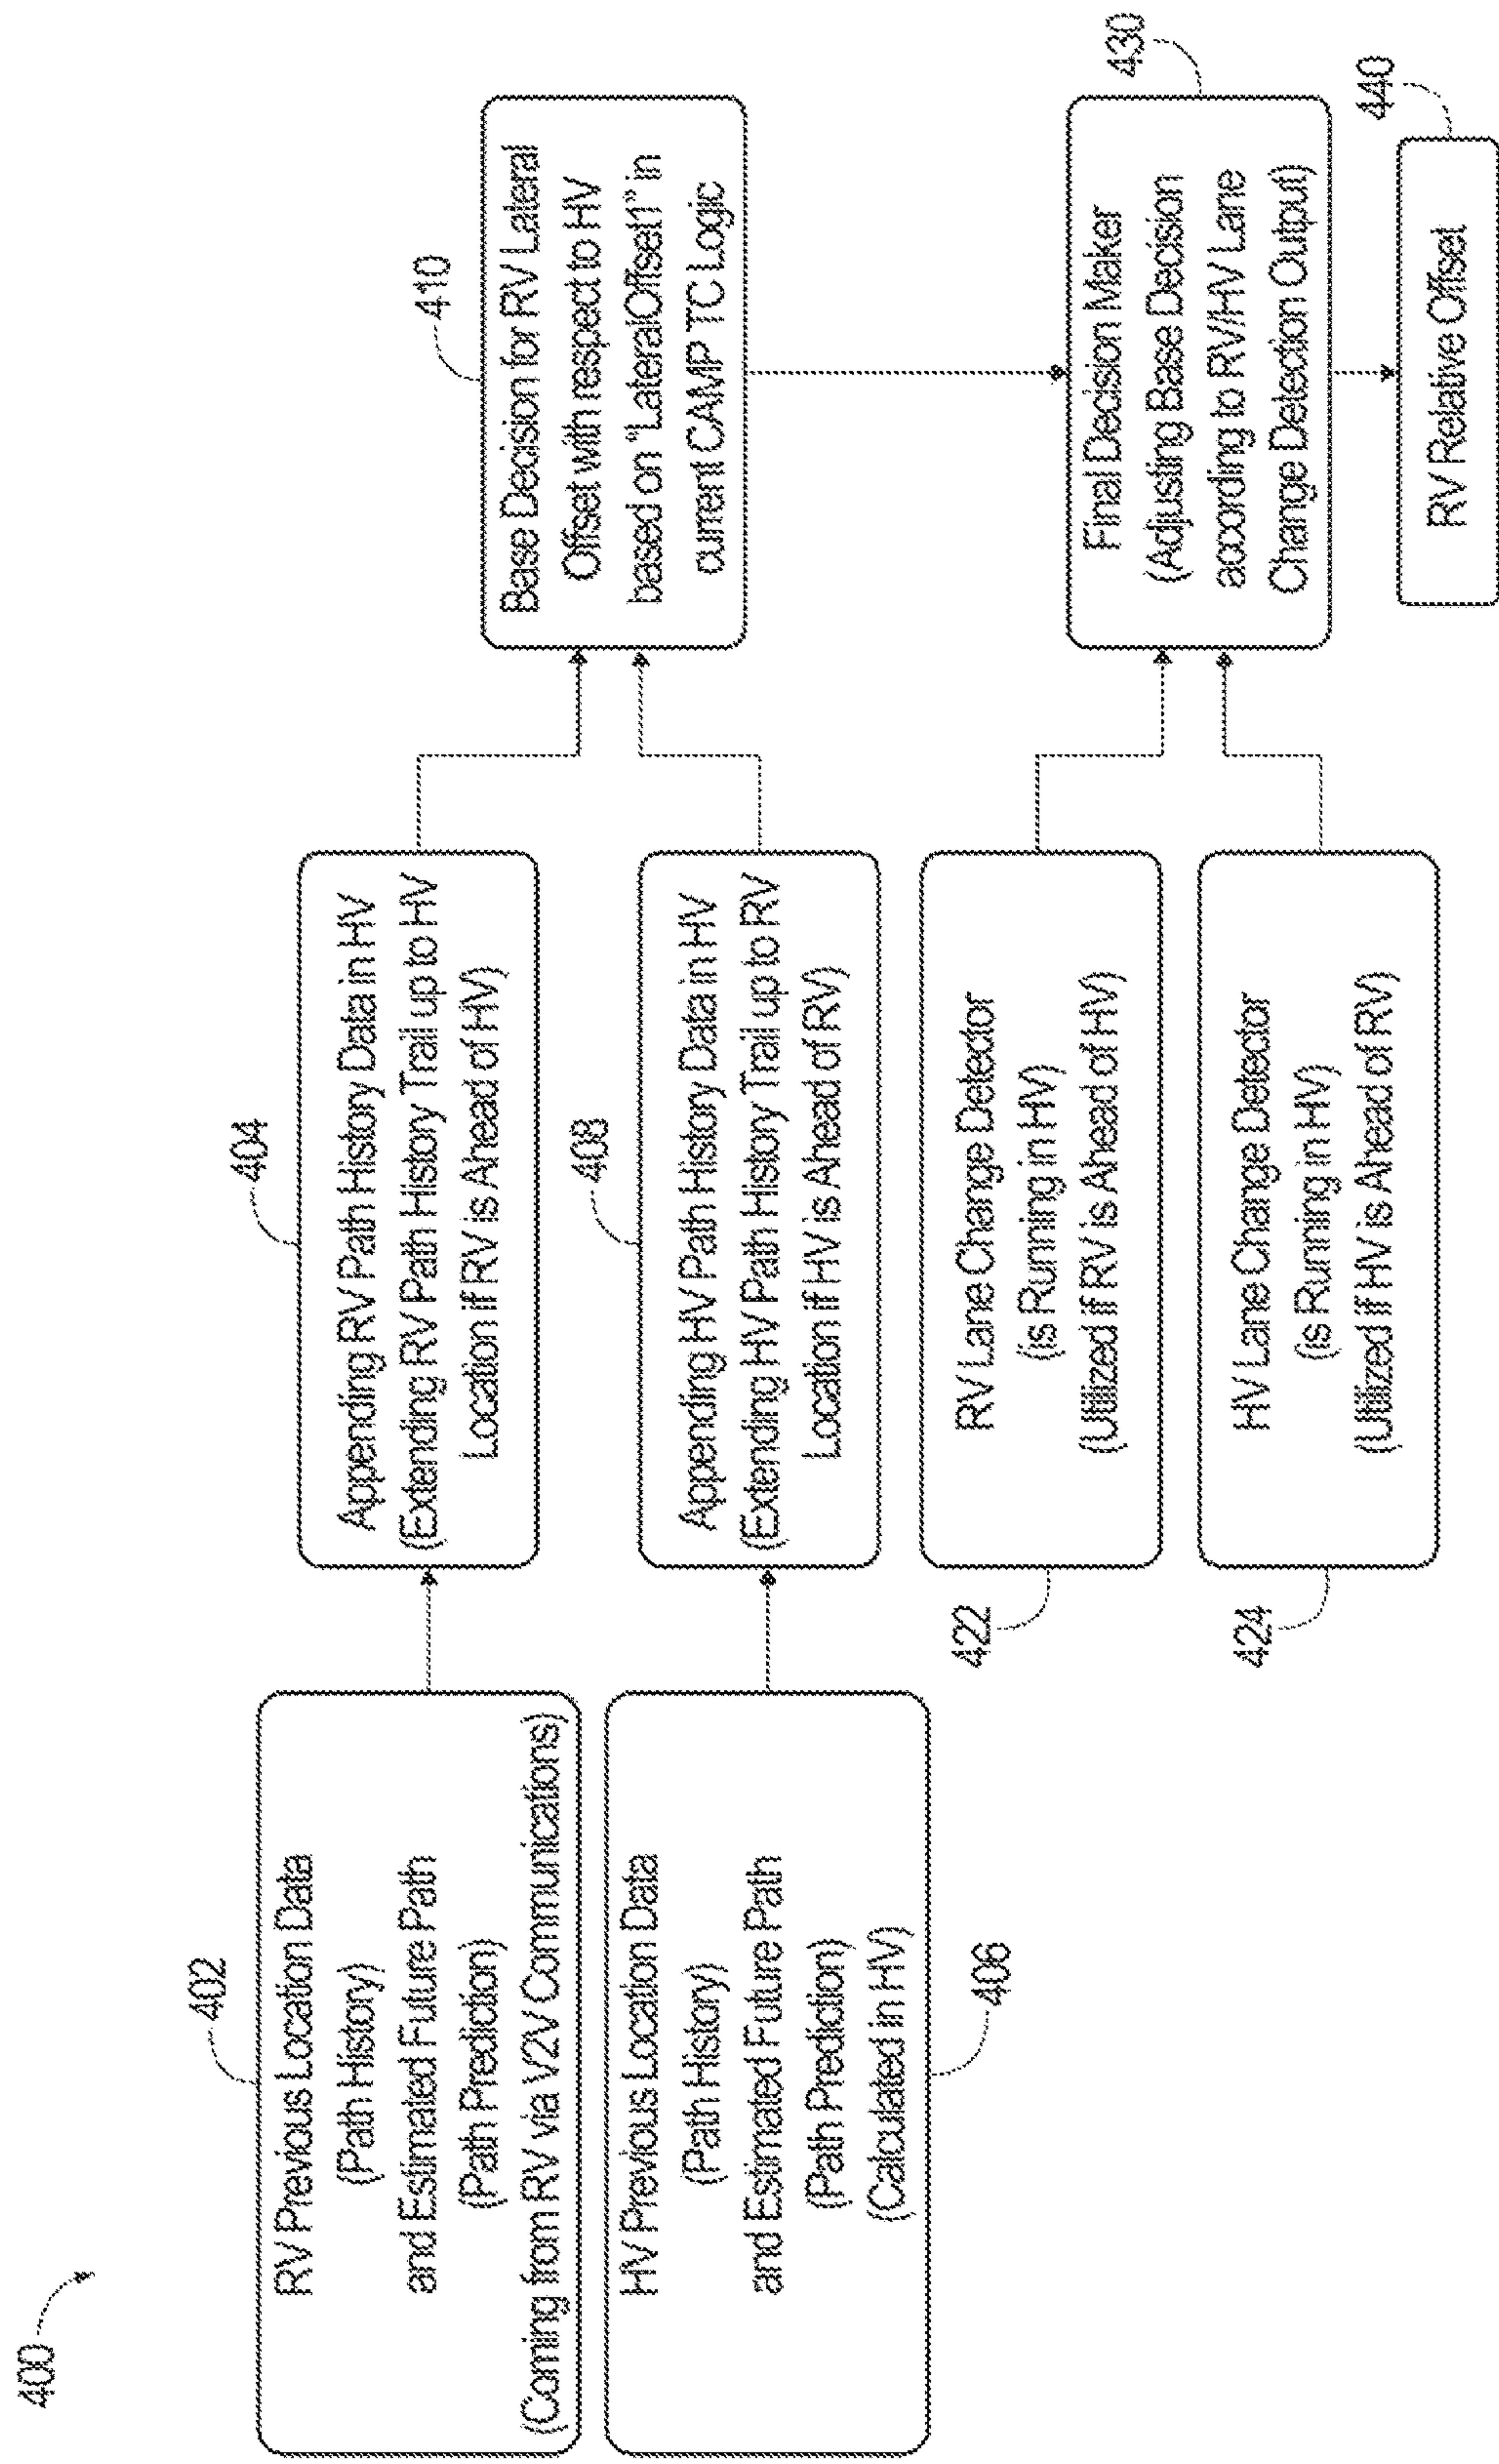 400
402
RV Previous Location Data
(Path History)
and Estimated Future Path
(Path Prediction)
(Coming from RV via V2V Communications)
HV Previous Location Data
(Path History)
and Estimated Future Path
(Path Prediction)
(Calculated in HV)
406
404
Appending RV Path History Data in HV
(Extending RV Path History Trail up to HV
Location if RV is Ahead of HV)
408
Appending HV Path History Data in HV
(Extending HV Path History Trail up to RV
Location if HV is Ahead of RV)
422
RV Lane Change Detector
(is Running in HV)
(Utilized if RV is Ahead of HV)
424
HV Lane Change Detector
(is Running in HV)
(Utilized if HV is Ahead of RV)
410
Base Decision for RV Lateral
Offset with respect to HV
based on "LateralOffset1" in
current CAMP TC Logic
430
Final Decision Maker
(Adjusting Base Decision
according to RV/HV Lane
Change Detection Output)
440
RV Relative Offset